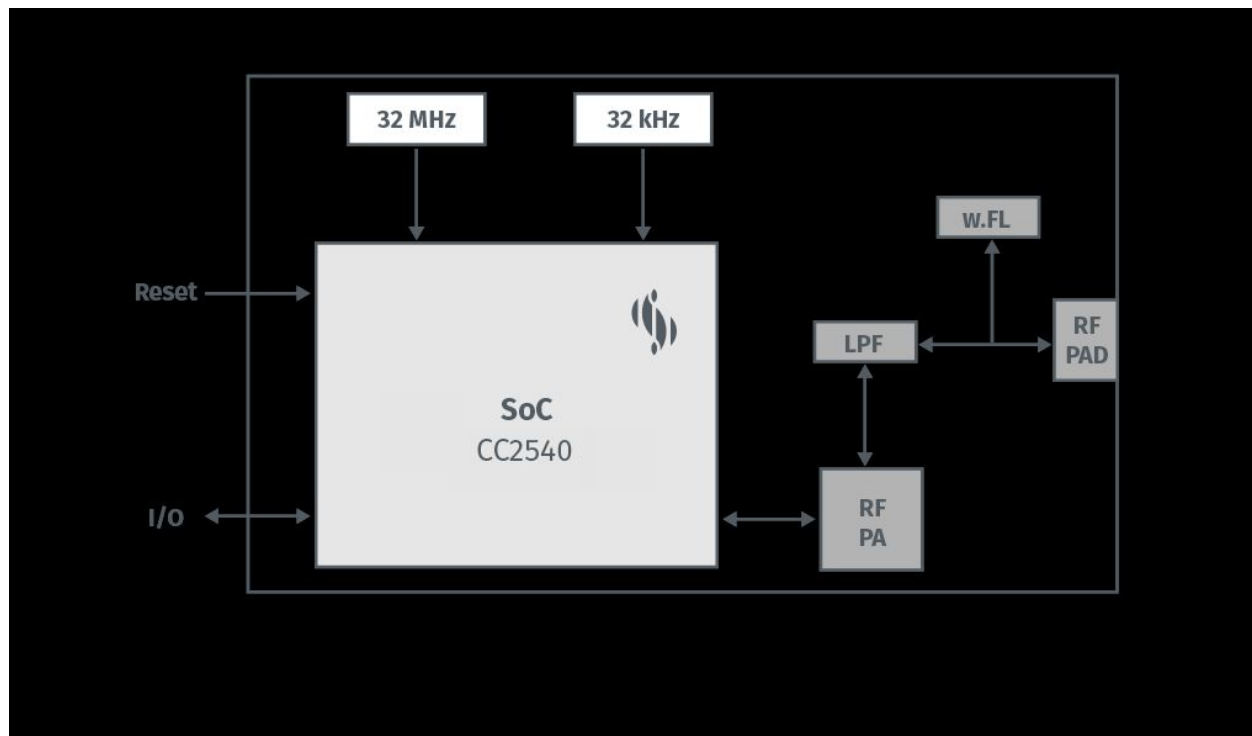 32 MHz
32 kHz
w.FL
Reset
RF
PAD
LPF
SoC
CC2540
I/O
RF
PA